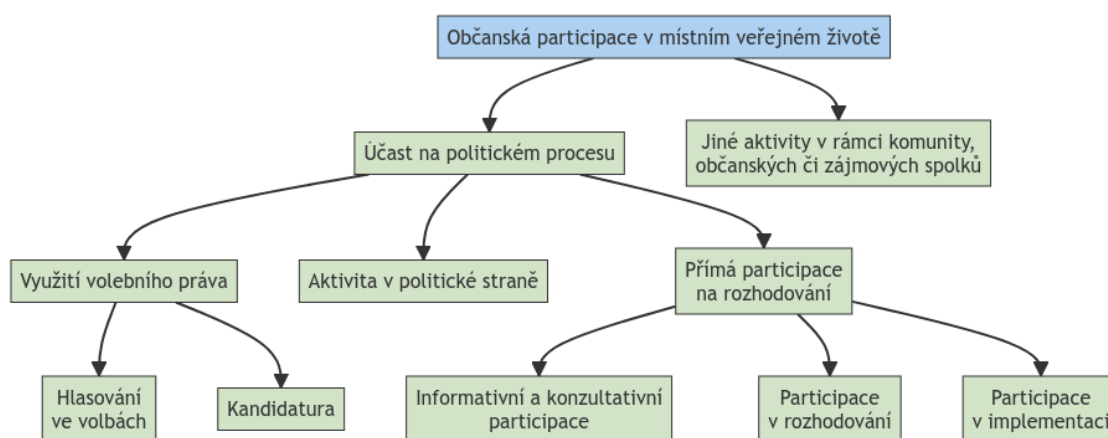 Občanská participace v místním veřejném životě
Účast na politickém procesu
Jiné aktivity v rámci komunity,
občanských či zájmových spolků
Využití volebního práva
Aktivita v politické straně
Přímá participace
na rozhodování
Hlasování
ve volbách
Kandidatura
Informativní a konzultativní
participace
Participace
v rozhodování
Participace
v implementaci